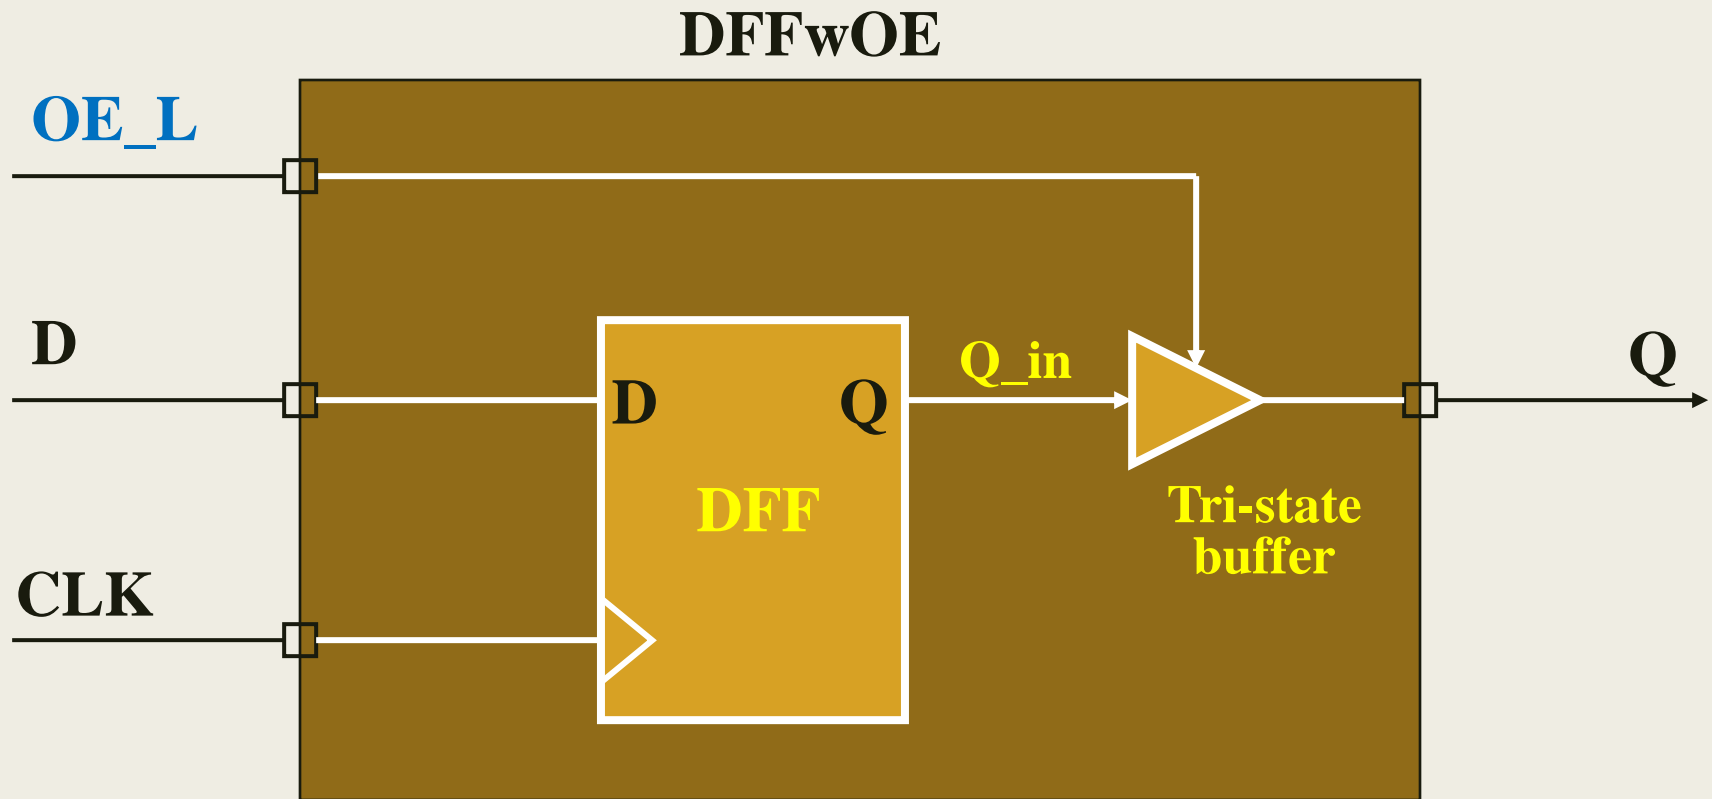 DFFwOE
OE_L
D
Q_in
Q
D
Q
DFF
Tri-state
buffer
CLK